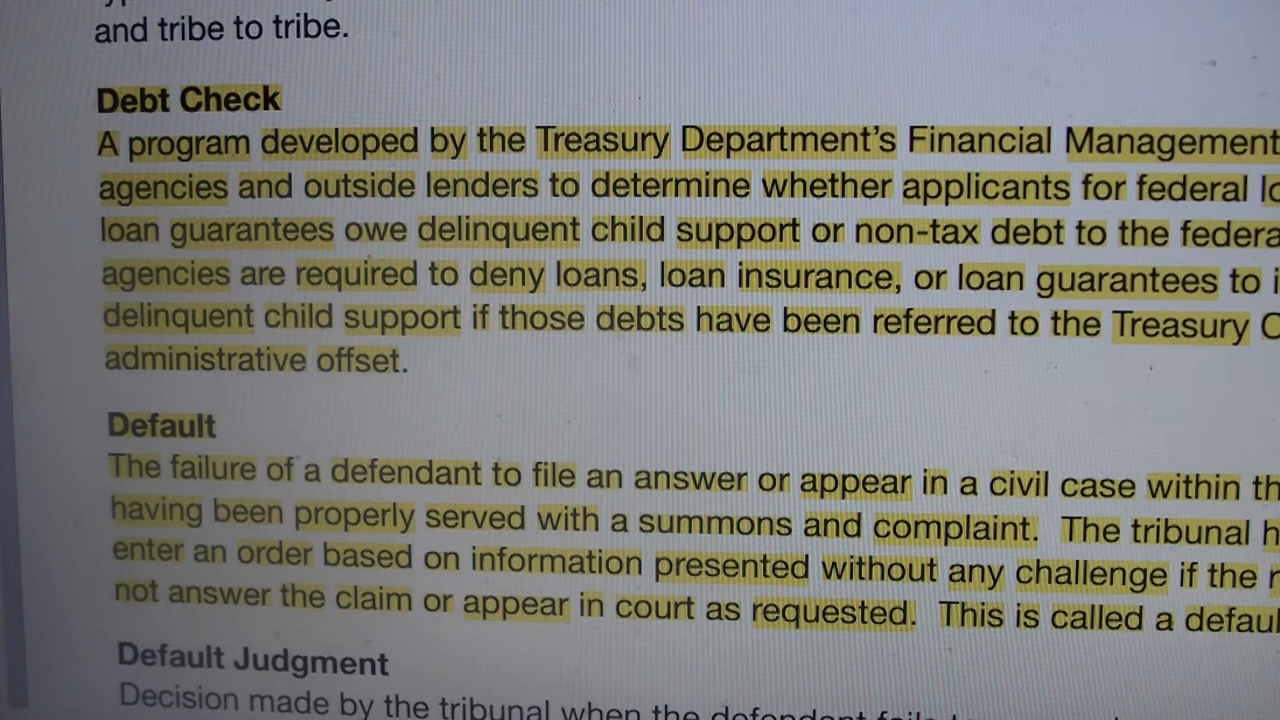 and tribe to tribe.
Debt Check
A program developed by the Treasury Department's Financial Management
agencies and outside lenders to determine whether applicants for federal
loan guarantees owe delinquent child support or non-tax debt to the
agencies are required to deny loans, loan insurance, or loan guarantees to
delinquent child support if those debts have been referred to the Treasury
administrative offset.
Default
The failure of a defendant to file an answer or appear in a civil case within
having been properly served with a summons and complaint. The tribunal
enter an order based on information presented without any challenge if the
not answer the claim or appear in court as requested. This is called a
Default Judgment
Decision made by the tribunal when the defendant